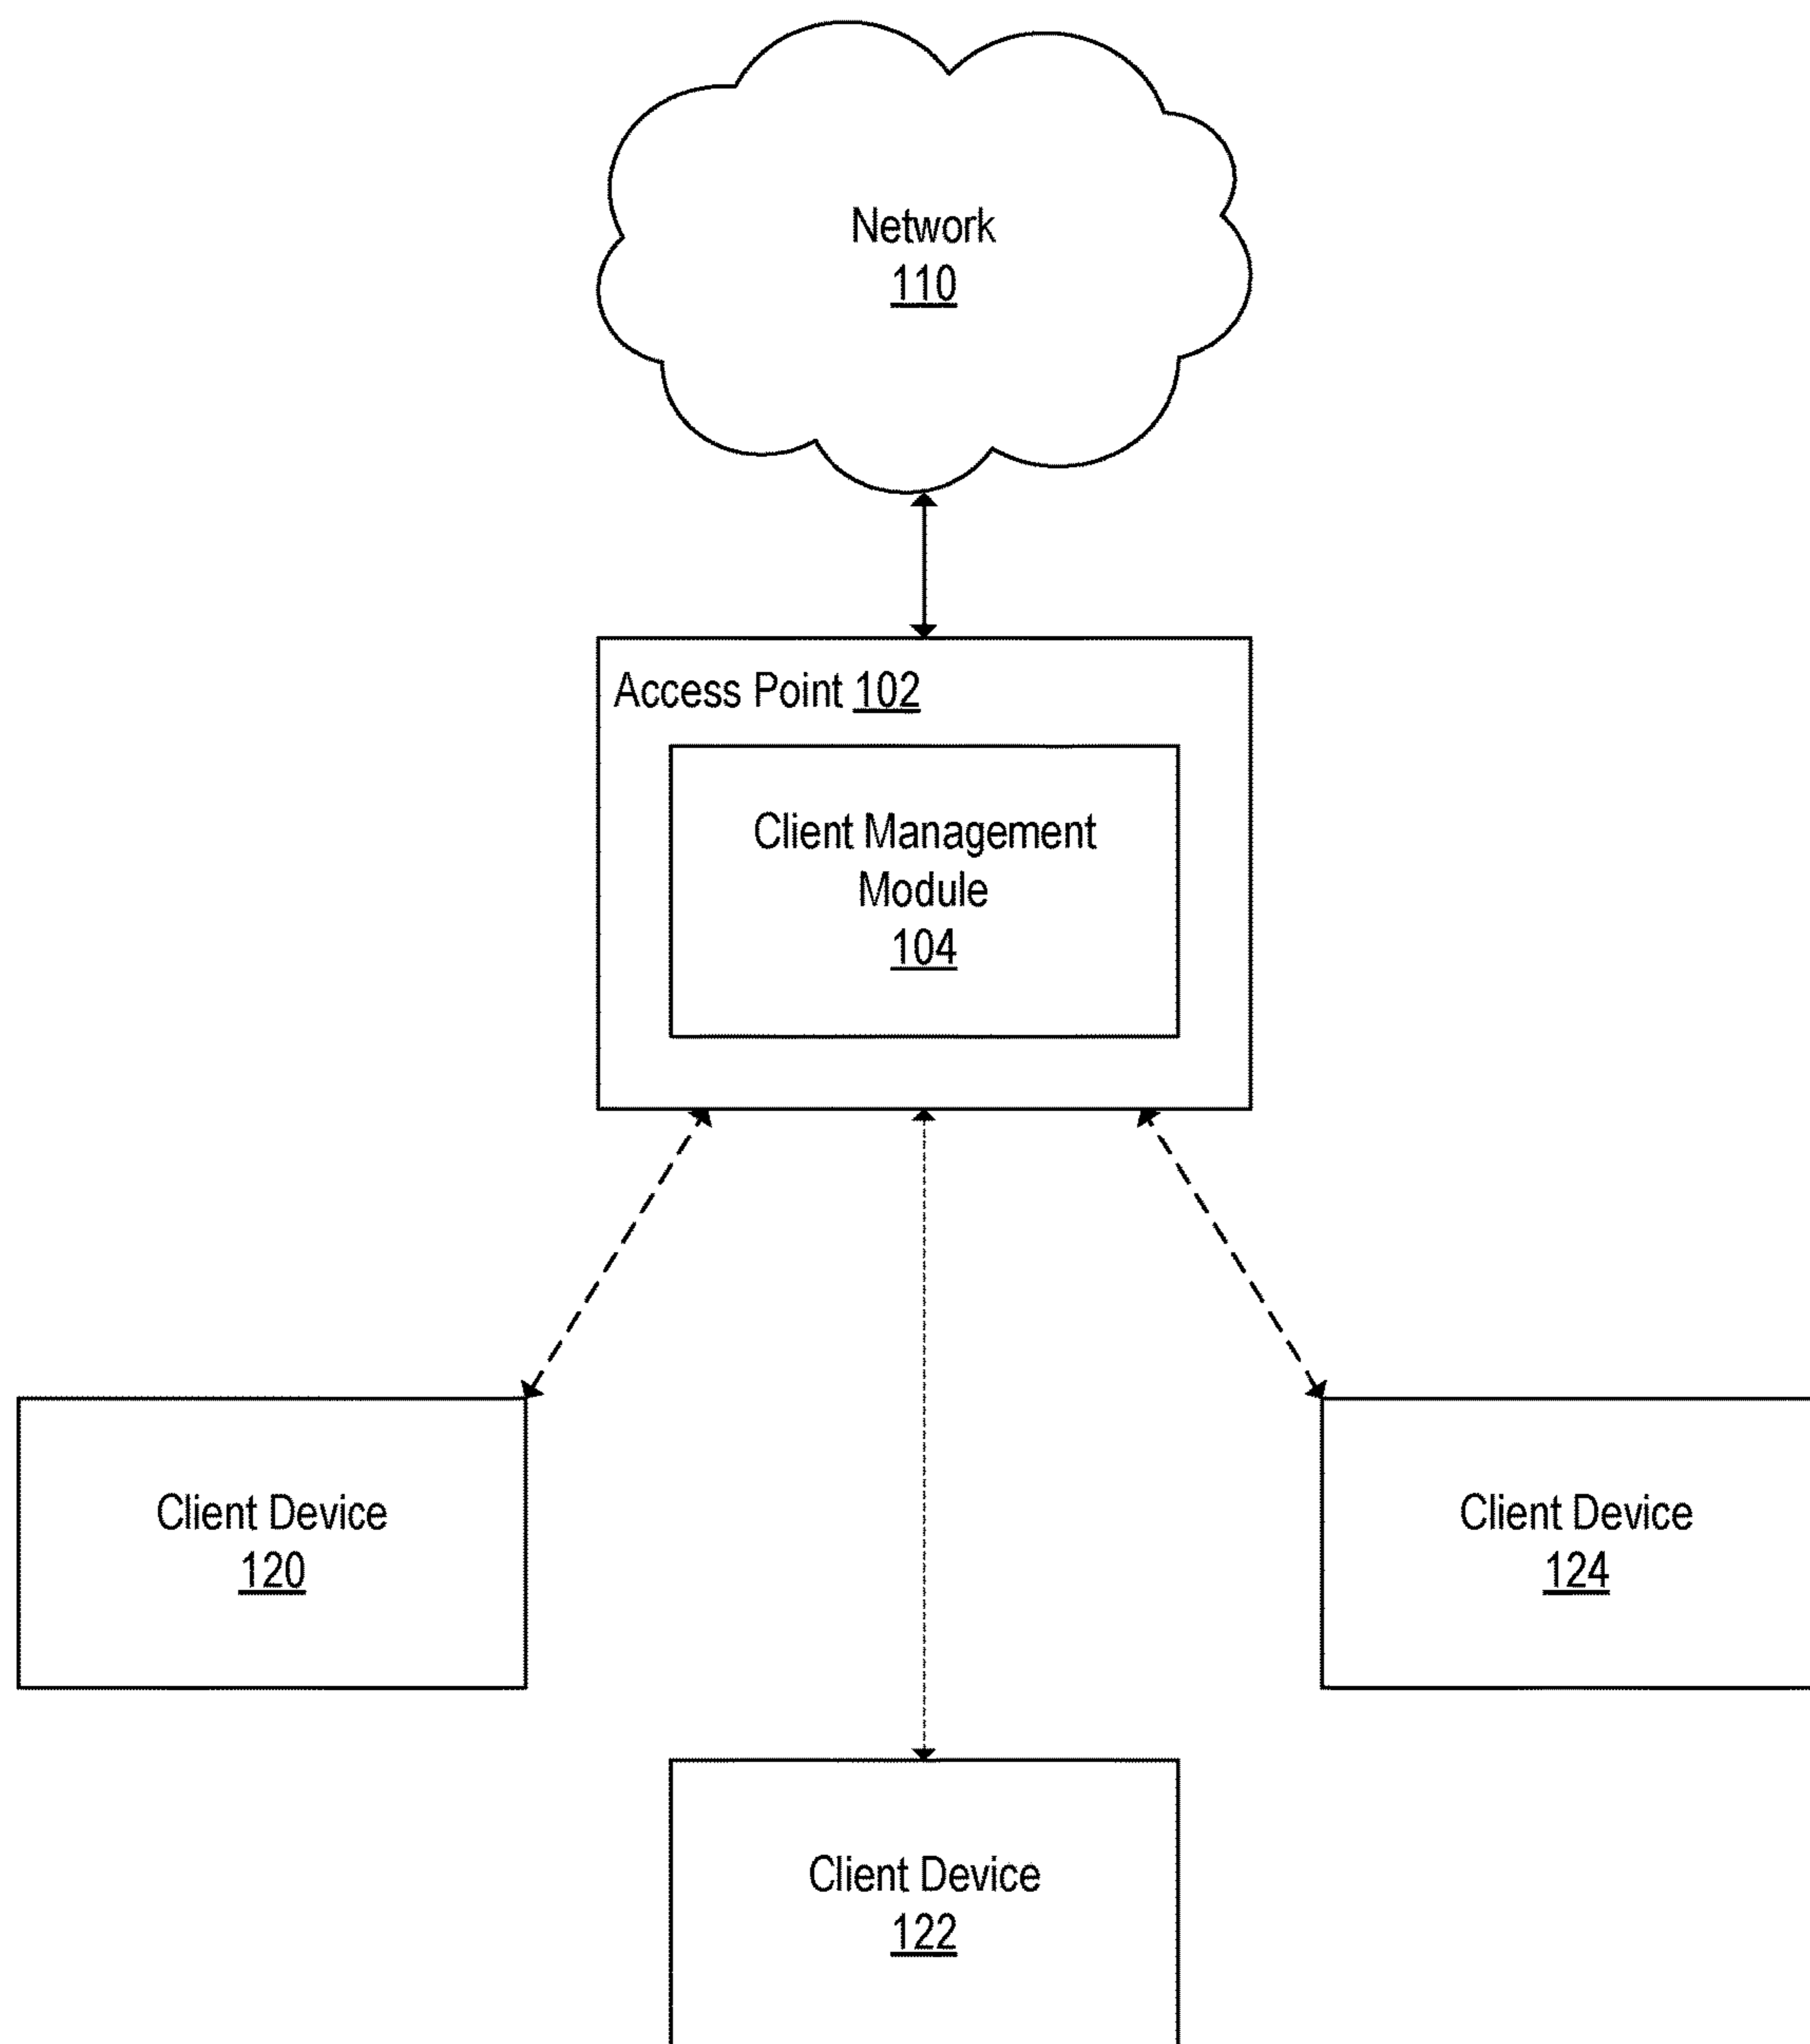 Network
110
Access Point 102
Client Management
Module
104
Client Device
120
Client Device
124
Client Device
122